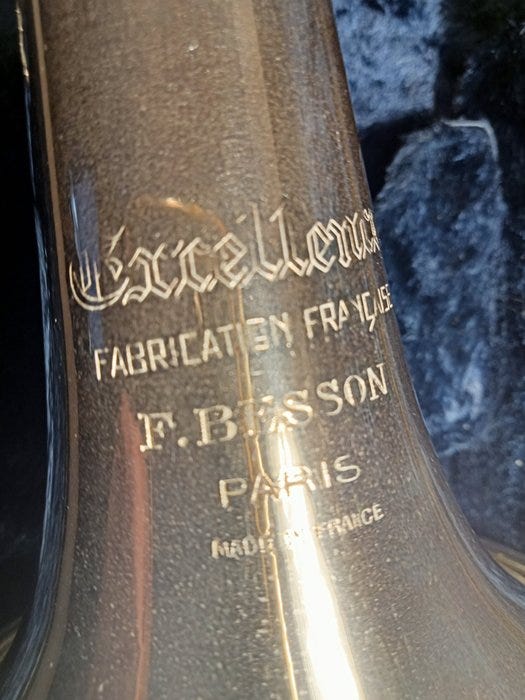 Excellence
FABRICATION FRANÇAISE
F. BESSON
PARIS
MADE IN FRANCE